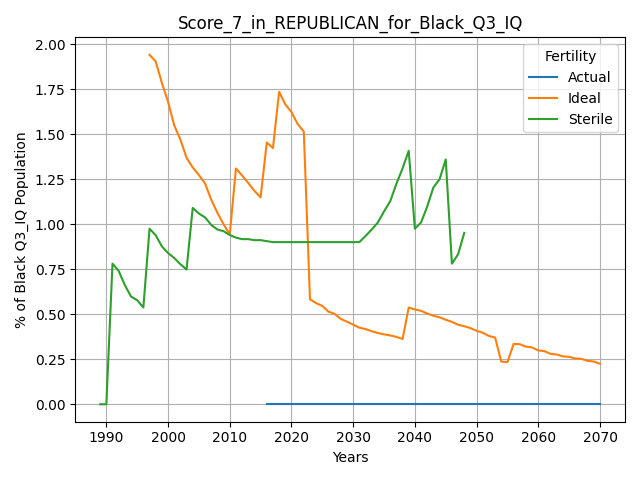 Score_7_in_REPUBLICAN_for_Black_Q3_IQ
% of Black Q3_IQ Population
2.00
1.75
1.50
1.25
1.00
0.75
0.50
0.25
0.00
Fertility
Actual
Ideal
Sterile
1990 2000 2010 2020 2030 2040 2050 2060 2070
Years